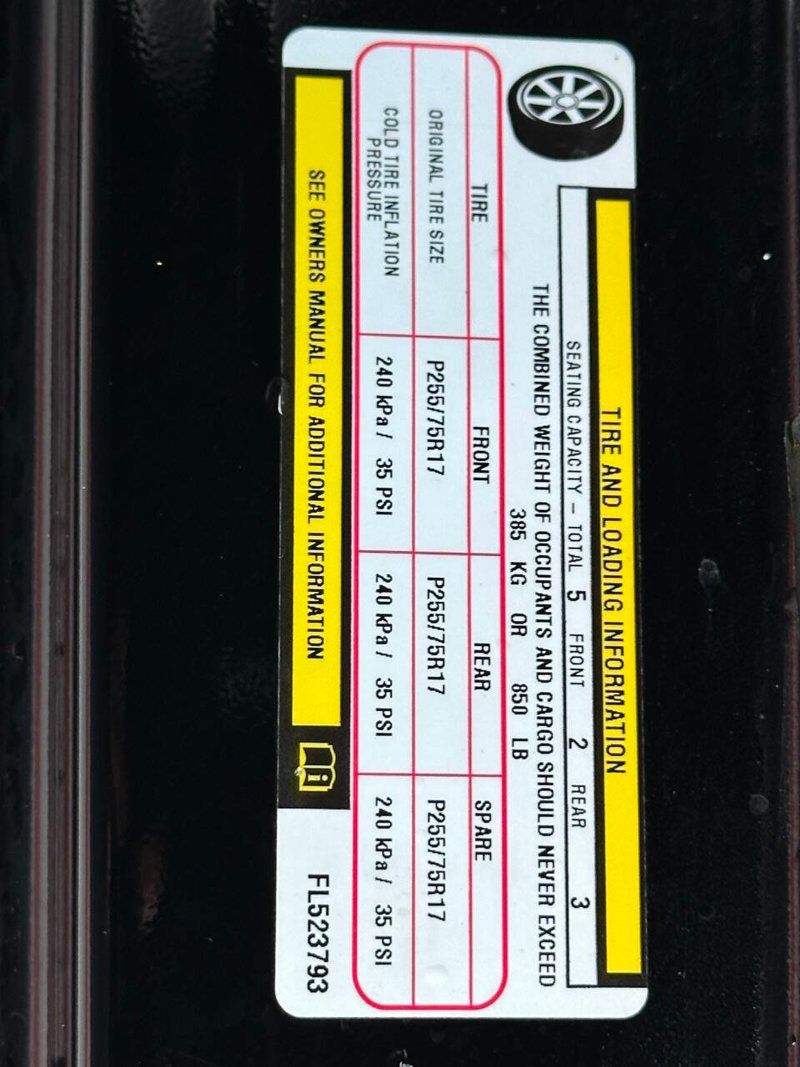 TIRE AND LOADING INFORMATION
SEATING CAPACITY – TOTAL 5 FRONT 2 REAR 3
THE COMBINED WEIGHT OF OCCUPANTS AND CARGO SHOULD NEVER EXCEED
385 KG OR 850 LB
TIRE FRONT REAR SPARE
ORIGINAL TIRE SIZE P255/75R17 P255/75R17 P255/75R17
COLD TIRE INFLATION
PRESSURE 240 kPa / 35 PSI 240 kPa / 35 PSI 240 kPa / 35 PSI
SEE OWNERS MANUAL FOR ADDITIONAL INFORMATION
FL523793